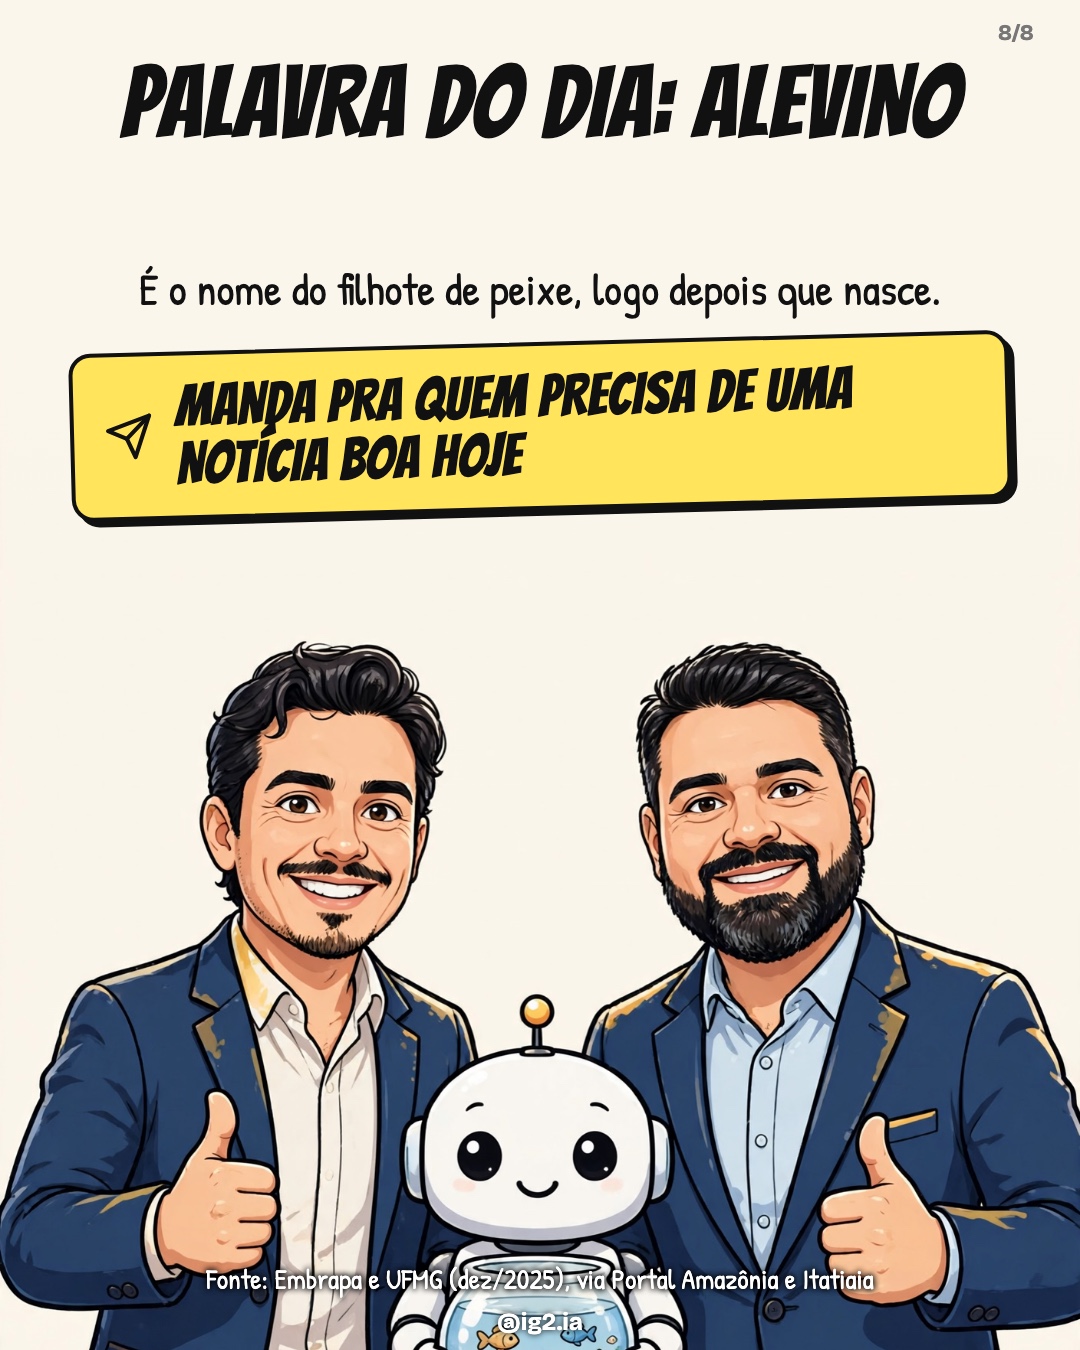 8/8
PALAVRA DO DIA: ALEVINO
É o nome do filhote de peixe, logo depois que nasce.
MANDA PRA QUEM PRECISA DE UMA
NOTÍCIA BOA HOJE
Fonte: Embrapa e UFMG (dez/2025), via Portal Amazônia e Itatiaia
@ig2.ia